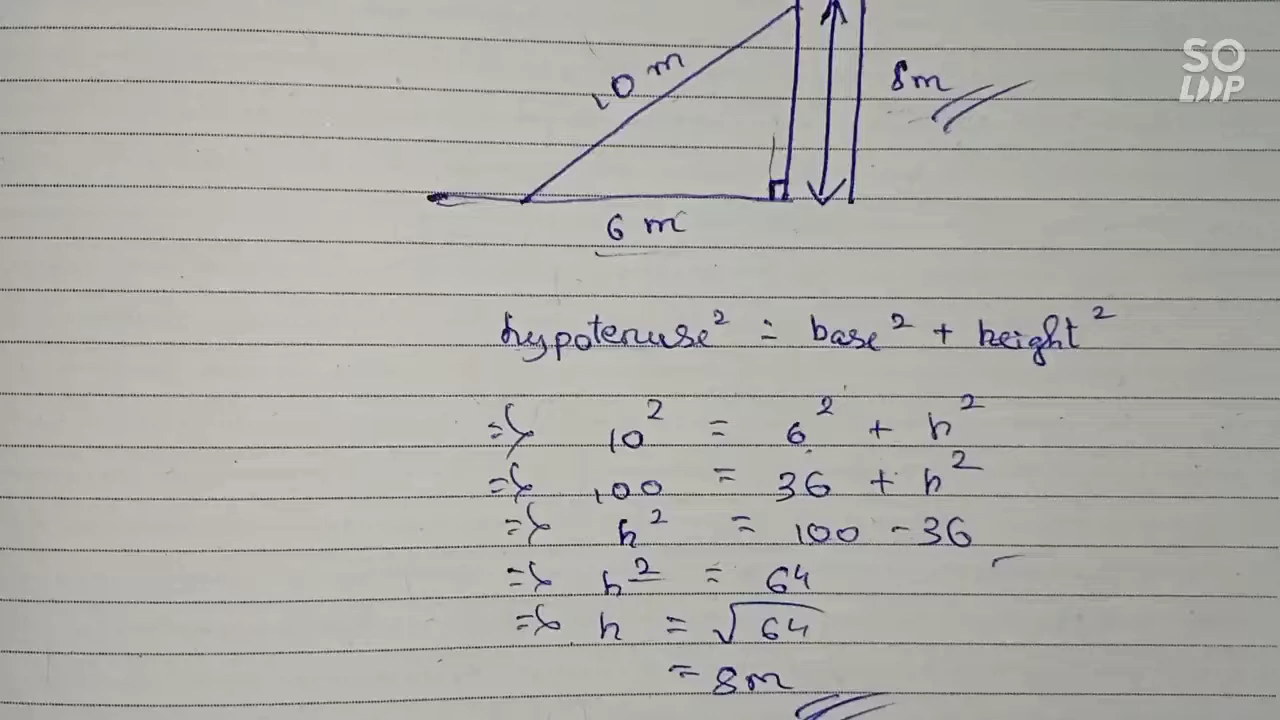 SO
LOOP
10 m
8m
6 m
hypotenuse² = base² + height²
=> 10² = 6² + h²
=> 100 = 36 + h²
=> h² = 100 - 36
=> h² = 64
=> h = √64
= 8m